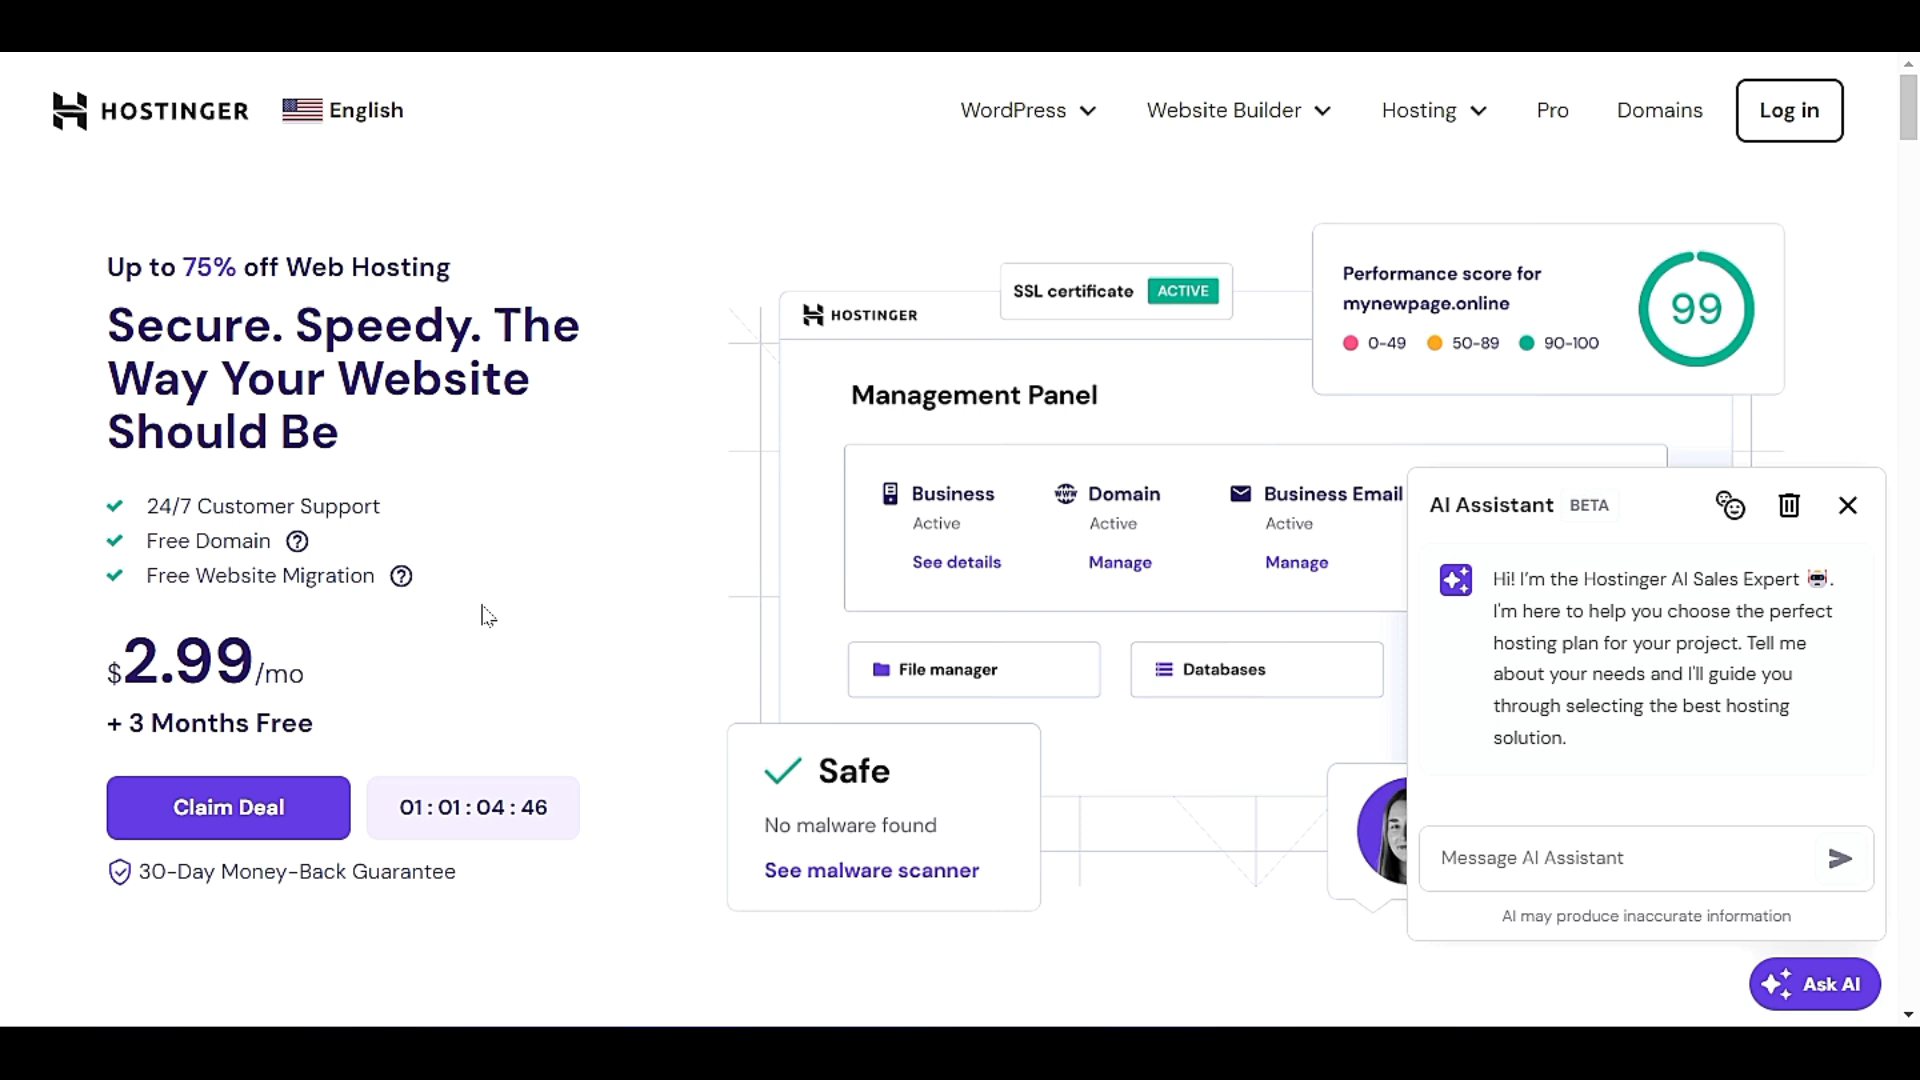 HOSTINGER English WordPress Website Builder Hosting Pro Domains Log in
Up to 75% off Web Hosting
Secure. Speedy. The
Way Your Website
Should Be
24/7 Customer Support
Free Domain ?
Free Website Migration ?
$2.99/mo
+ 3 Months Free
Claim Deal 01 : 01 : 04 : 46
30-Day Money-Back Guarantee
SSL certificate ACTIVE
HOSTINGER
Performance score for
mynewpage.online
0-49 50-89 90-100
99
Management Panel
Business
Active
See details
WWW Domain
Active
Manage
Business Email
Active
Manage
File manager
Databases
Safe
No malware found
See malware scanner
AI Assistant BETA
Hi! I'm the Hostinger AI Sales Expert 🤖.
I'm here to help you choose the perfect
hosting plan for your project. Tell me
about your needs and I'll guide you
through selecting the best hosting
solution.
Message AI Assistant
AI may produce inaccurate information
Ask AI